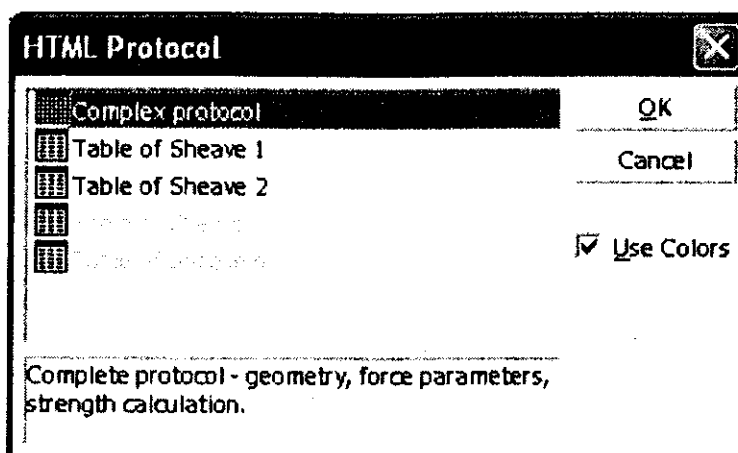 HTML Protocol
Complex protocol
Table of Sheave 1
Table of Sheave 2
OK
Cancel
Use Colors
Complete protocol - geometry, force parameters,
strength calculation.